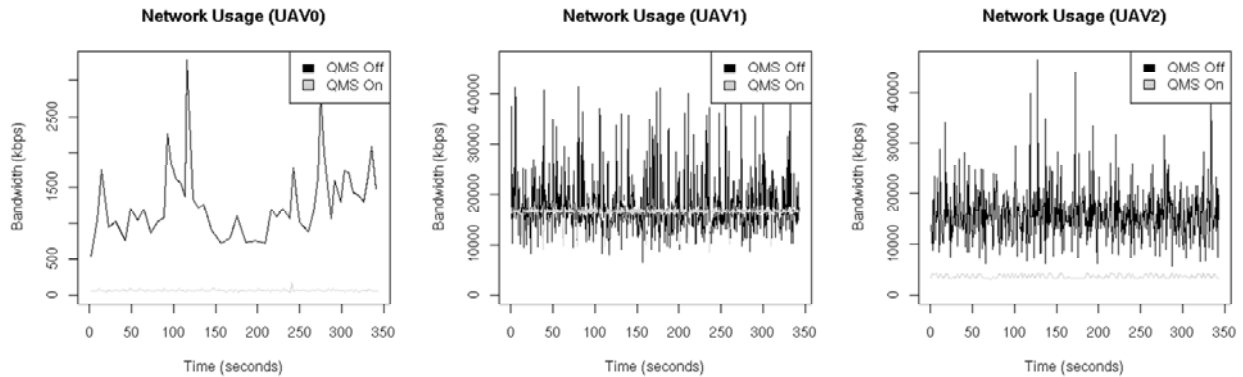 Network Usage (UAV0)
Bandwidth (kbps)
0 500 1500 2500
QMS Off
QMS On
0 50 100 150 200 250 300 350
Time (seconds)
Network Usage (UAV1)
Bandwidth (kbps)
0 10000 20000 30000 40000
QMS Off
QMS On
0 50 100 150 200 250 300 350
Time (seconds)
Network Usage (UAV2)
Bandwidth (kbps)
0 10000 20000 30000 40000
QMS Off
QMS On
0 50 100 150 200 250 300 350
Time (seconds)